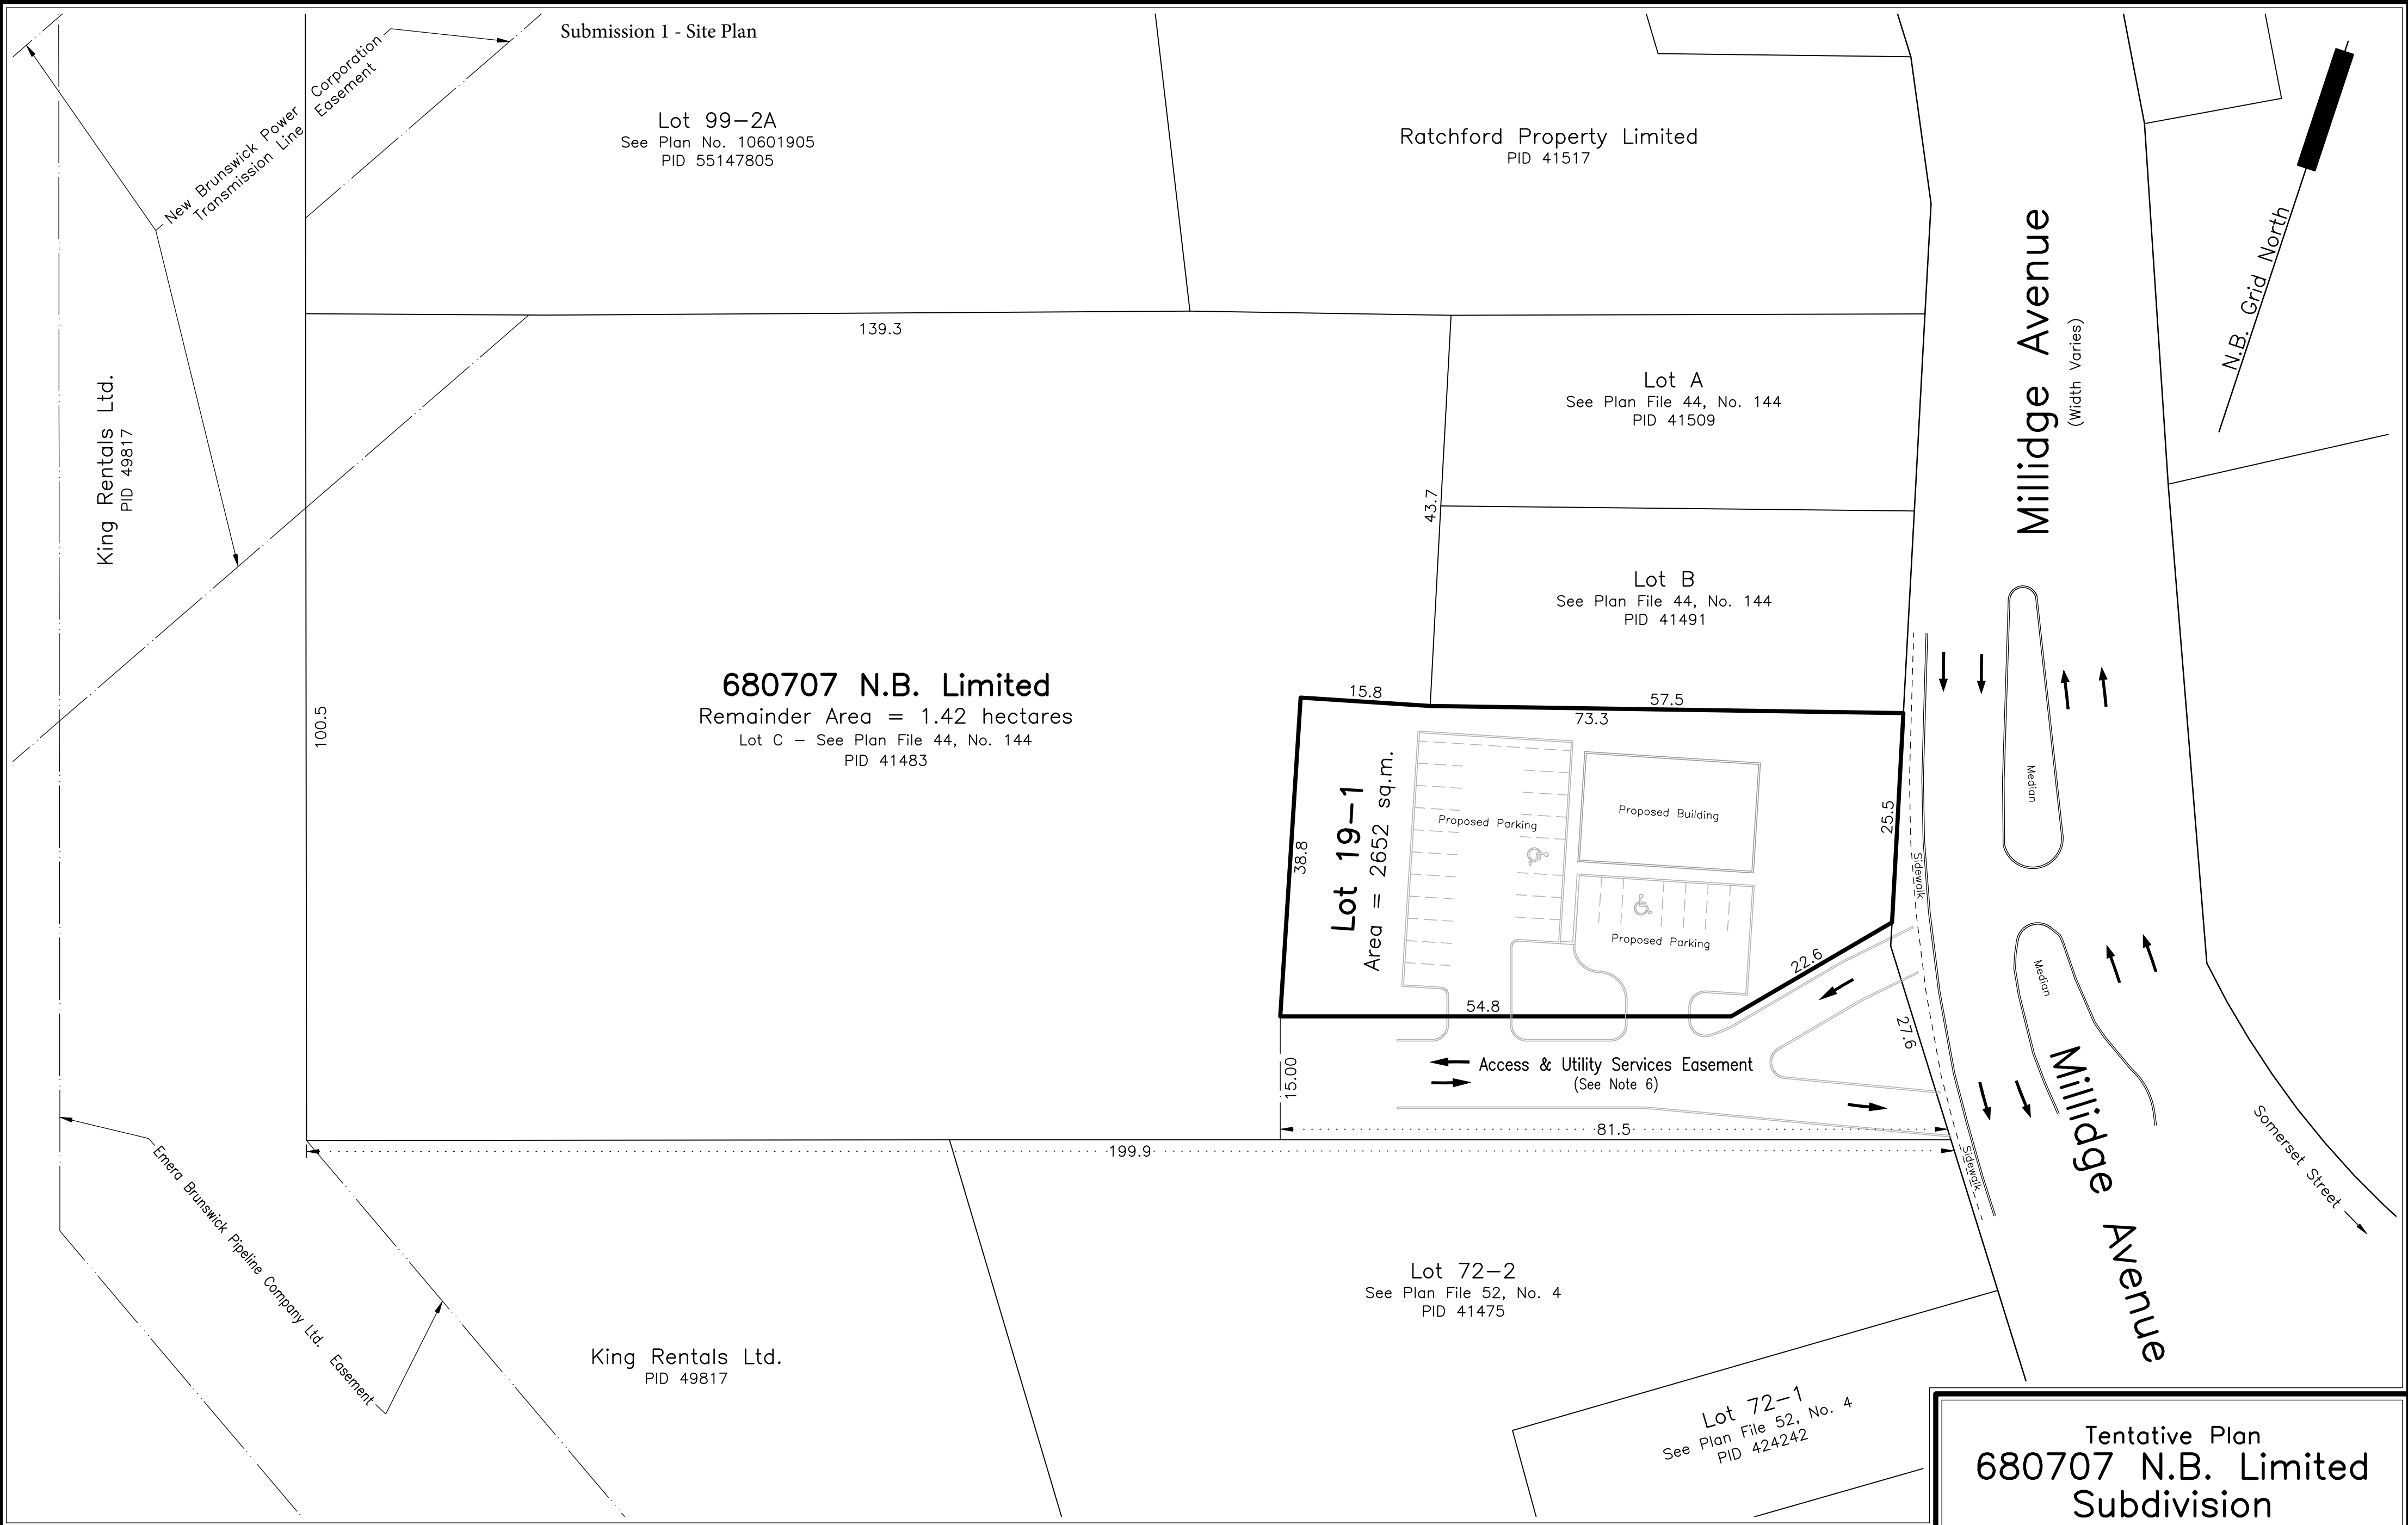 Submission 1 - Site Plan
New Brunswick Power Corporation
Transmission Line Easement
Lot 99-2A
See Plan No. 10601905
PID 55147805
Ratchford Property Limited
PID 41517
Millidge Avenue
(Width Varies)
N.B. Grid North
King Rentals Ltd.
PID 49817
139.3
Lot A
See Plan File 44, No. 144
PID 41509
43.7
Lot B
See Plan File 44, No. 144
PID 41491
680707 N.B. Limited
Remainder Area = 1.42 hectares
Lot C - See Plan File 44, No. 144
PID 41483
100.5
15.8
57.5
73.3
Lot 19-1
Area = 2652 sq.m.
38.8
Proposed Parking
Proposed Building
Proposed Parking
25.5
22.6
54.8
27.6
Sidewalk
Median
Median
Access & Utility Services Easement
(See Note 6)
15.00
81.5
199.9
Sidewalk
Millidge Avenue
Somerset Street
Emera Brunswick Pipeline Company Ltd. Easement
King Rentals Ltd.
PID 49817
Lot 72-2
See Plan File 52, No. 4
PID 41475
Lot 72-1
See Plan File 52, No. 4
PID 424242
Tentative Plan
680707 N.B. Limited
Subdivision